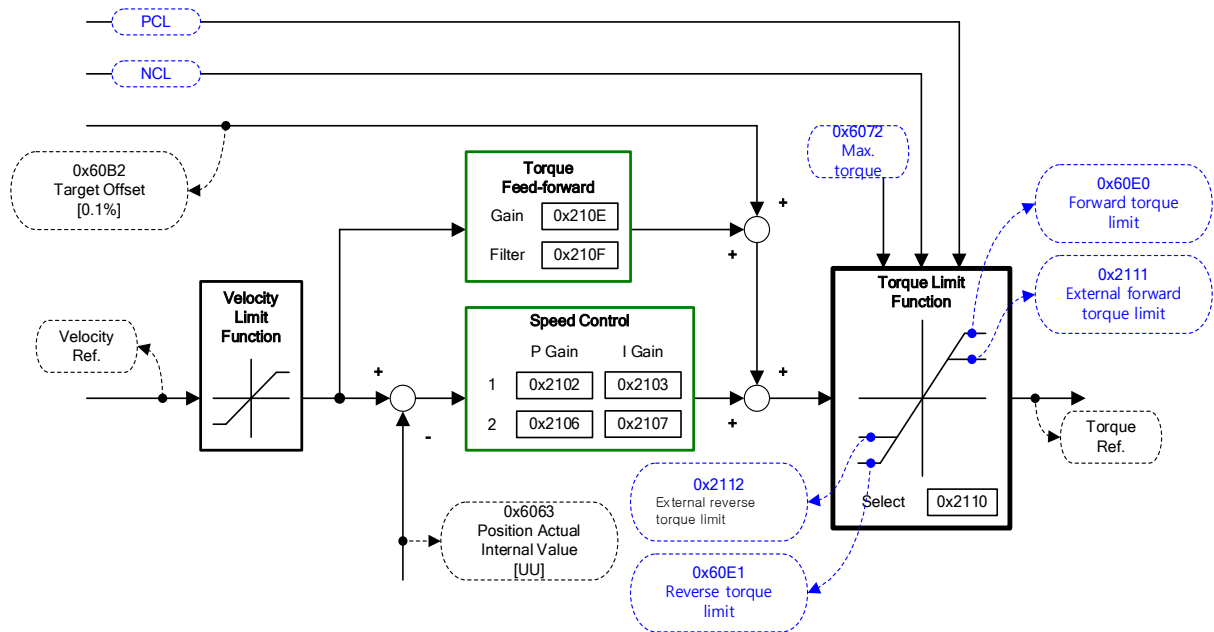 PCL
NCL
0x60B2
Target Offset
[0.1%]
Torque
Feed-forward
Gain
0x210E
Filter
0x210F
0x6072
Max.
torque
0x60E0
Forward torque
limit
0x2111
External forward
torque limit
Velocity
Ref.
Velocity
Limit
Function
Speed Control
P Gain
I Gain
1
0x2102
0x2103
2
0x2106
0x2107
+
-
+
+
+
+
Torque Limit
Function
Select
0x2110
Torque
Ref.
0x2112
External reverse
torque limit
0x6063
Position Actual
Internal Value
[UU]
0x60E1
Reverse torque
limit